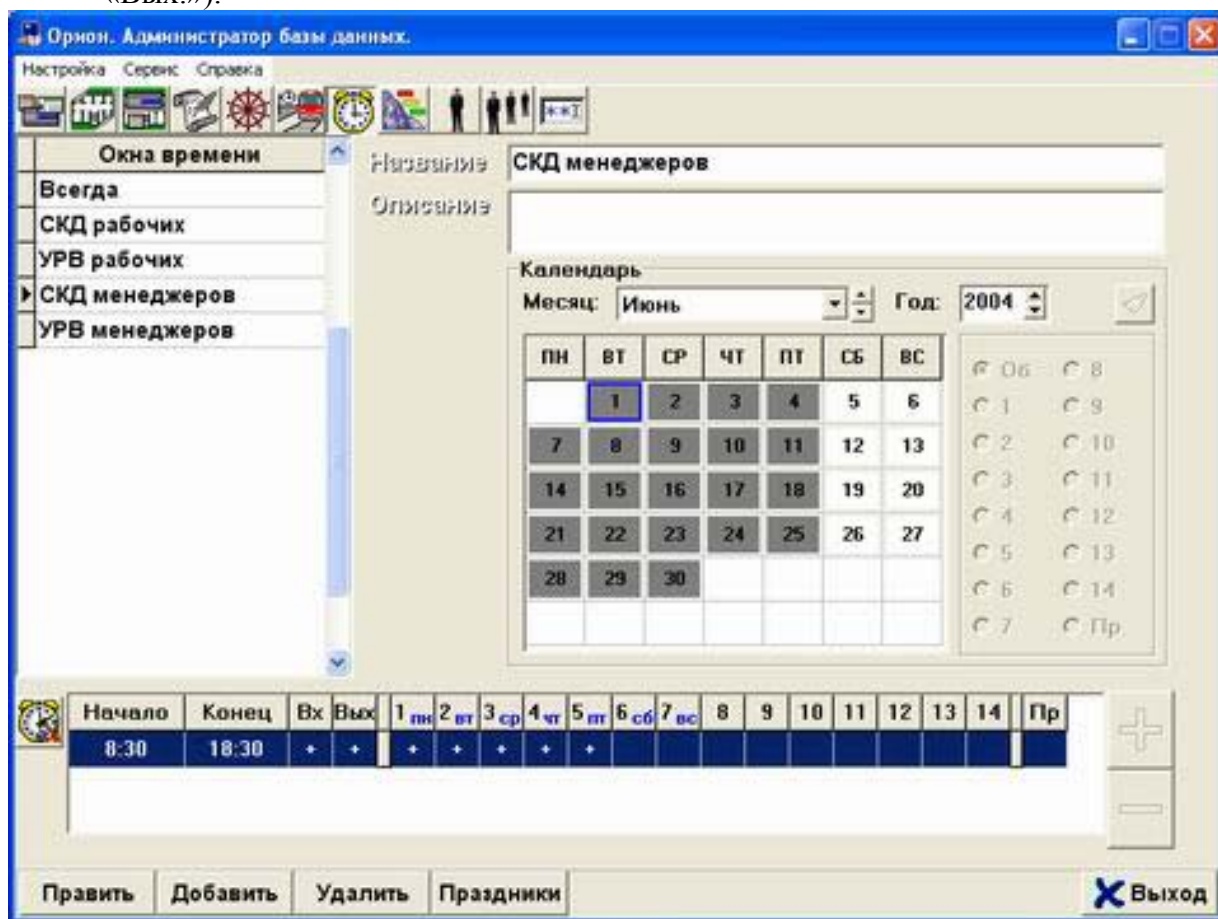 «Вых.»).
Орион. Администратор базы данных.
Настройка Сервис Справка
Окна времени
Всегда
СКД рабочих
УРВ рабочих
СКД менеджеров
УРВ менеджеров
Название СКД менеджеров
Описание
Календарь
Месяц: Июнь Год: 2004
ПН ВТ СР ЧТ ПТ СБ ВС
1 2 3 4 5 6
7 8 9 10 11 12 13
14 15 16 17 18 19 20
21 22 23 24 25 26 27
28 29 30
Об 8
1 9
2 10
3 11
4 12
5 13
6 14
7 Пр
Начало Конец Вх Вых 1 пн 2 вт 3 ср 4 чт 5 пт 6 сб 7 вс 8 9 10 11 12 13 14 Пр
8:30 18:30 + + + + + + +
Править Добавить Удалить Праздники Выход